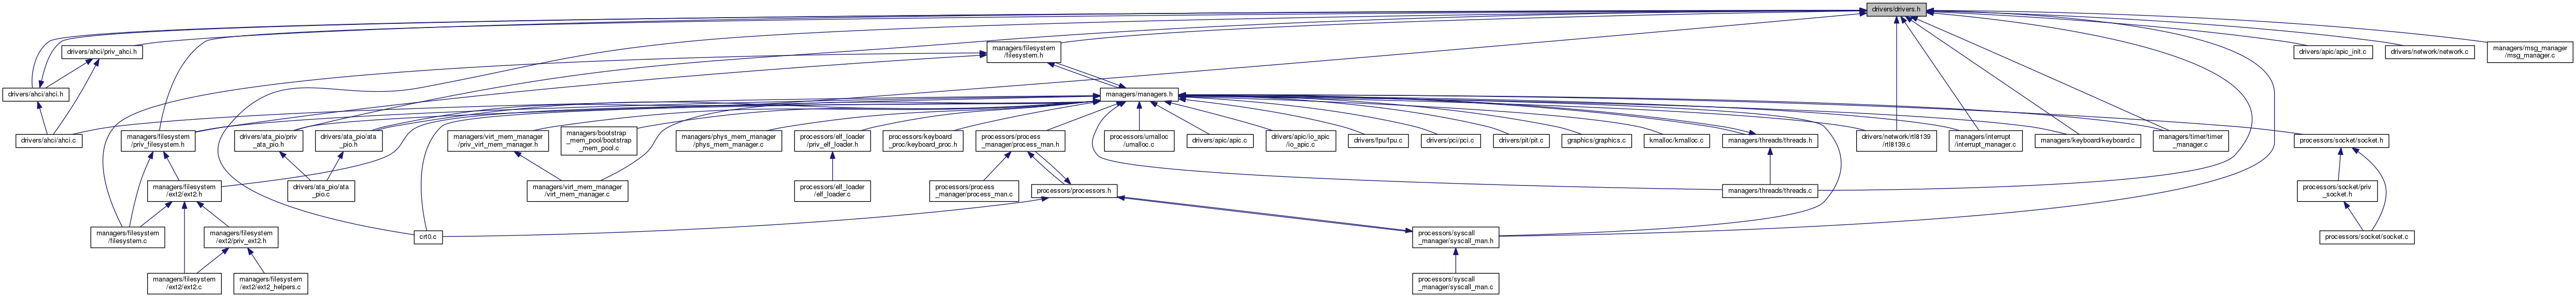 drivers/drivers.h
drivers/ahci/priv_ahci.h
managers/filesystem
/filesystem.h
drivers/apic/apic_init.c
drivers/network/network.c
managers/msg_manager
/msg_manager.c
drivers/ahci/ahci.h
managers/managers.h
drivers/ahci/ahci.c
managers/filesystem
/priv_filesystem.h
drivers/ata_pio/priv
_ata_pio.h
drivers/ata_pio/ata
_pio.h
managers/virt_mem_manager
/priv_virt_mem_manager.h
managers/bootstrap
_mem_pool/bootstrap
_mem_pool.c
managers/phys_mem_manager
/phys_mem_manager.c
processors/elf_loader
/priv_elf_loader.h
processors/keyboard
_proc/keyboard_proc.h
processors/process
_manager/process_man.h
processors/umalloc
/umalloc.c
drivers/apic/apic.c
drivers/apic/io_apic
/io_apic.c
drivers/fpu/fpu.c
drivers/pci/pci.c
drivers/pit/pit.c
graphics/graphics.c
kmalloc/kmalloc.c
managers/threads/threads.h
drivers/network/rtl8139
/rtl8139.c
managers/interrupt
/interrupt_manager.c
managers/keyboard/keyboard.c
managers/timer/timer
_manager.c
processors/socket/socket.h
managers/filesystem
/ext2/ext2.h
drivers/ata_pio/ata
_pio.c
managers/virt_mem_manager
/virt_mem_manager.c
processors/elf_loader
/elf_loader.c
processors/process
_manager/process_man.c
processors/processors.h
managers/threads/threads.c
processors/socket/priv
_socket.h
managers/filesystem
/filesystem.c
managers/filesystem
/ext2/priv_ext2.h
crt0.c
processors/syscall
_manager/syscall_man.h
processors/socket/socket.c
managers/filesystem
/ext2/ext2.c
managers/filesystem
/ext2/ext2_helpers.c
processors/syscall
_manager/syscall_man.c